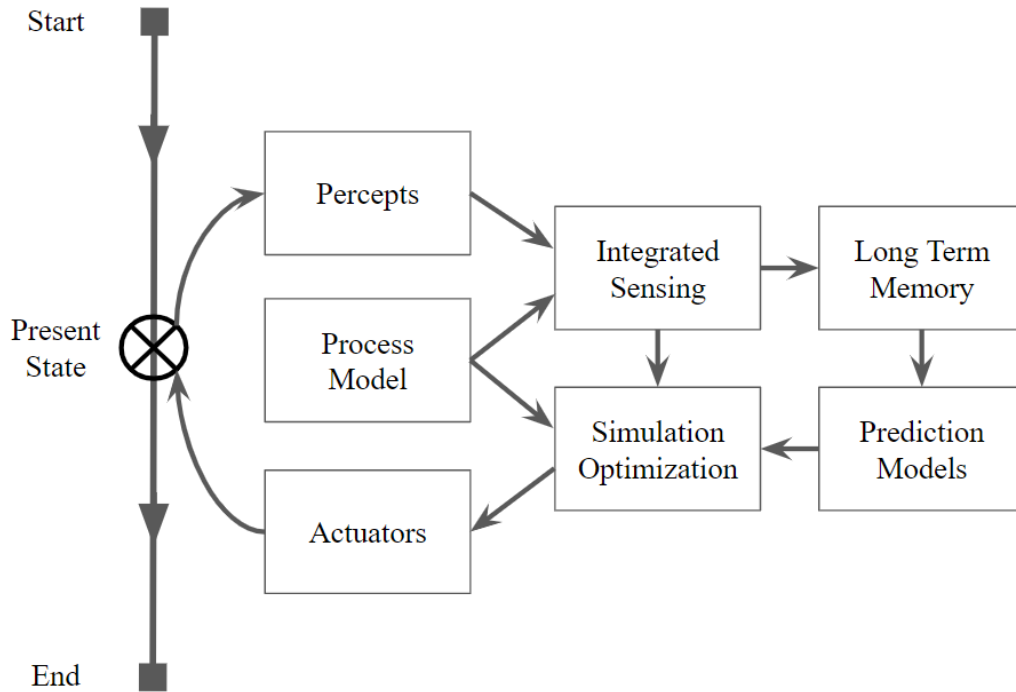 Start
Percepts
Integrated
Sensing
Long Term
Memory
Present
State
Process
Model
Simulation
Optimization
Prediction
Models
Actuators
End